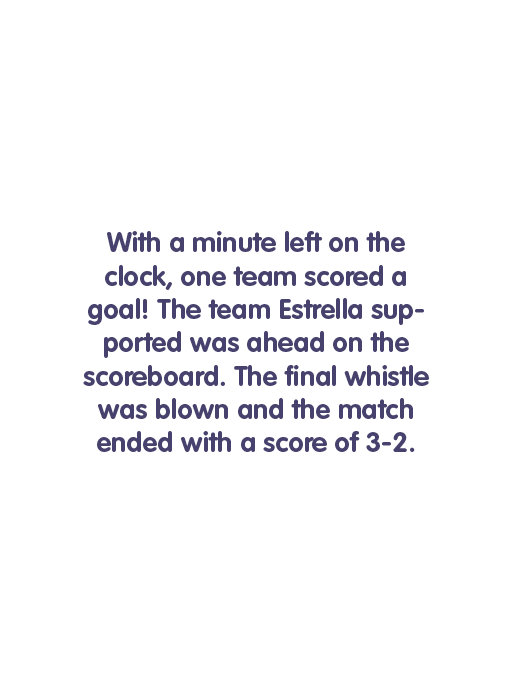 With a minute left on the
clock, one team scored a
goal! The team Estrella sup-
ported was ahead on the
scoreboard. The final whistle
was blown and the match
ended with a score of 3-2.